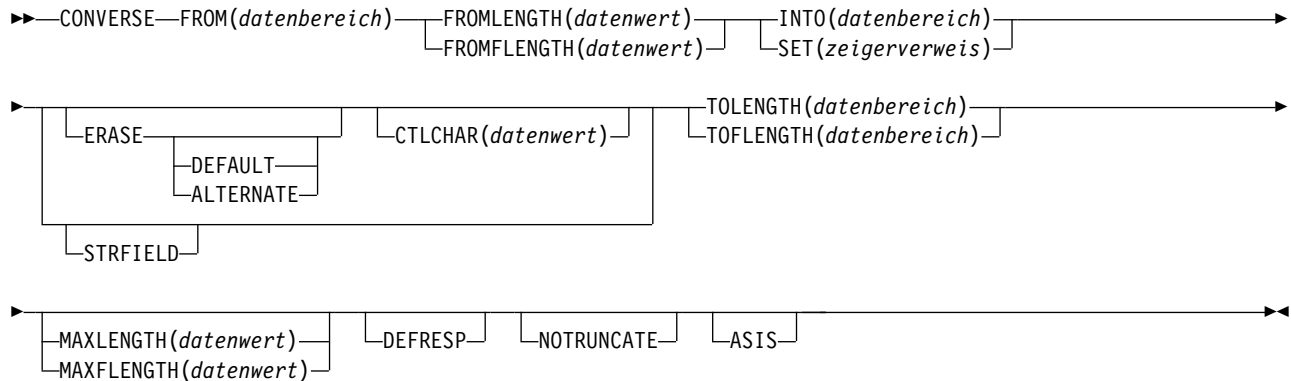 CONVERSE FROM(datenbereich) FROMLENGTH(datenwert) INTO(datenbereich)
FROMFLENGTH(datenwert) SET(zeigerverweis)
ERASE CTLCHAR(datenwert) TOLENGTH(datenbereich)
DEFAULT TOFLENGTH(datenbereich)
ALTERNATE
STRFIELD
MAXLENGTH(datenwert) DEFRESP NOTRUNCATE ASIS
MAXFLENGTH(datenwert)